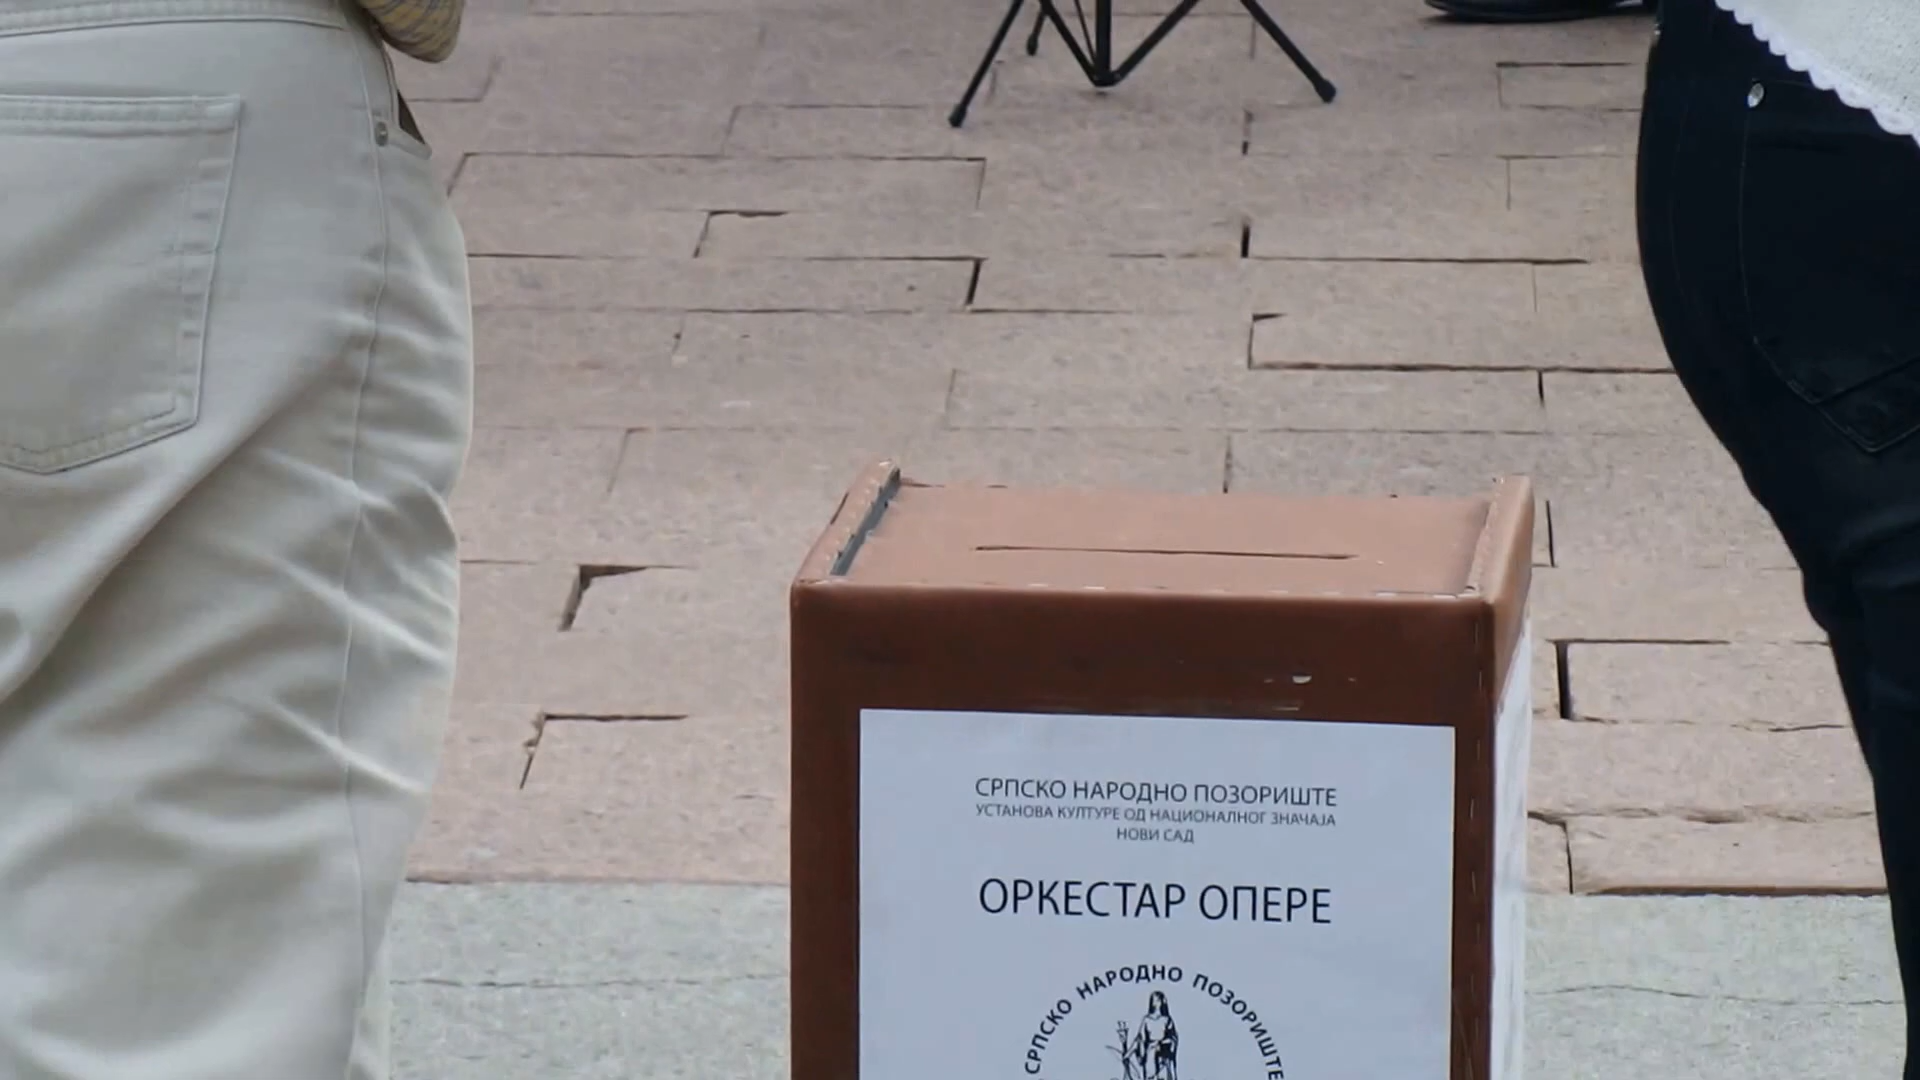 СРПСКО НАРОДНО ПОЗОРИШТЕ
УСТАНОВА КУЛТУРЕ ОД НАЦИОНАЛНОГ ЗНАЧАЈА
НОВИ САД
ОРКЕСТАР ОПЕРЕ
СРПСКО НАРОДНО ПОЗОРИШТЕ